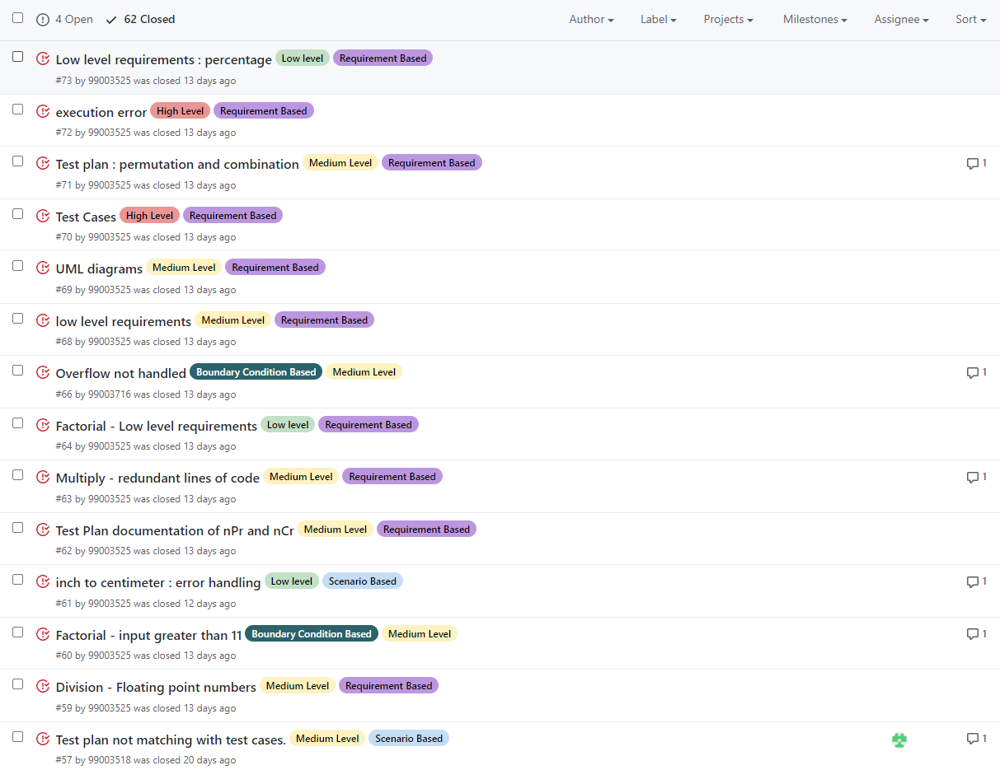 4 Open 62 Closed Author Label Projects Milestones Assignee Sort
Low level requirements : percentage Low level Requirement Based
#73 by 99003525 was closed 13 days ago
execution error High Level Requirement Based
#72 by 99003525 was closed 13 days ago
Test plan : permutation and combination Medium Level Requirement Based 1
#71 by 99003525 was closed 13 days ago
Test Cases High Level Requirement Based
#70 by 99003525 was closed 13 days ago
UML diagrams Medium Level Requirement Based
#69 by 99003525 was closed 13 days ago
low level requirements Medium Level Requirement Based
#68 by 99003525 was closed 13 days ago
Overflow not handled Boundary Condition Based Medium Level 1
#66 by 99003716 was closed 13 days ago
Factorial - Low level requirements Low level Requirement Based
#64 by 99003525 was closed 13 days ago
Multiply - redundant lines of code Medium Level Requirement Based 1
#63 by 99003525 was closed 13 days ago
Test Plan documentation of nPr and nCr Medium Level Requirement Based
#62 by 99003525 was closed 13 days ago
inch to centimeter : error handling Low level Scenario Based 1
#61 by 99003525 was closed 12 days ago
Factorial - input greater than 11 Boundary Condition Based Medium Level 1
#60 by 99003525 was closed 13 days ago
Division - Floating point numbers Medium Level Requirement Based
#59 by 99003525 was closed 13 days ago
Test plan not matching with test cases. Medium Level Scenario Based 1
#57 by 99003518 was closed 20 days ago